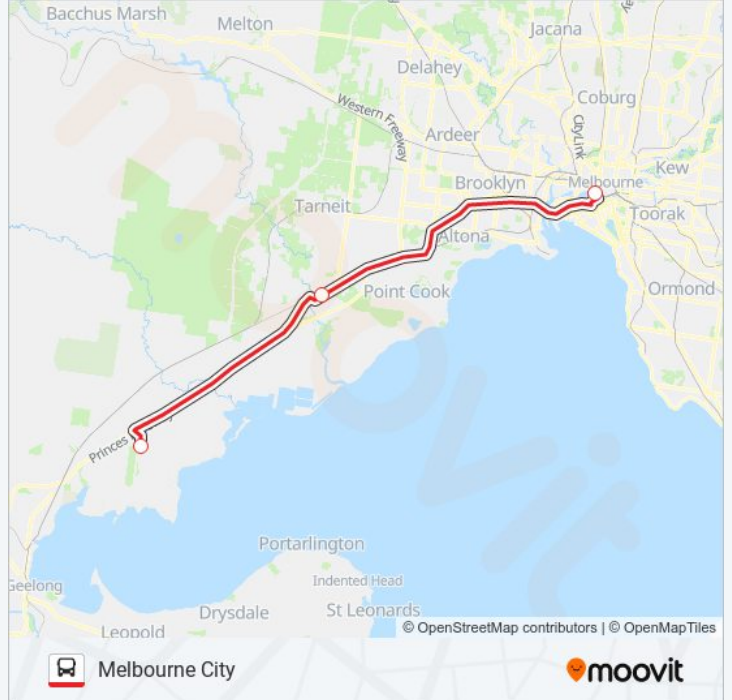 Bacchus Marsh
Melton
Jacana
Delahey
Western Freeway
CityLink
Coburg
Ardeer
Kew
Brooklyn
Melbourne
Tarneit
Toorak
Altona
Point Cook
Ormond
Princes
Portarlington
Indented Head
Geelong
Drysdale
St Leonards
Leopold
© OpenStreetMap contributors | © OpenMapTiles
Melbourne City
moovit
moovit